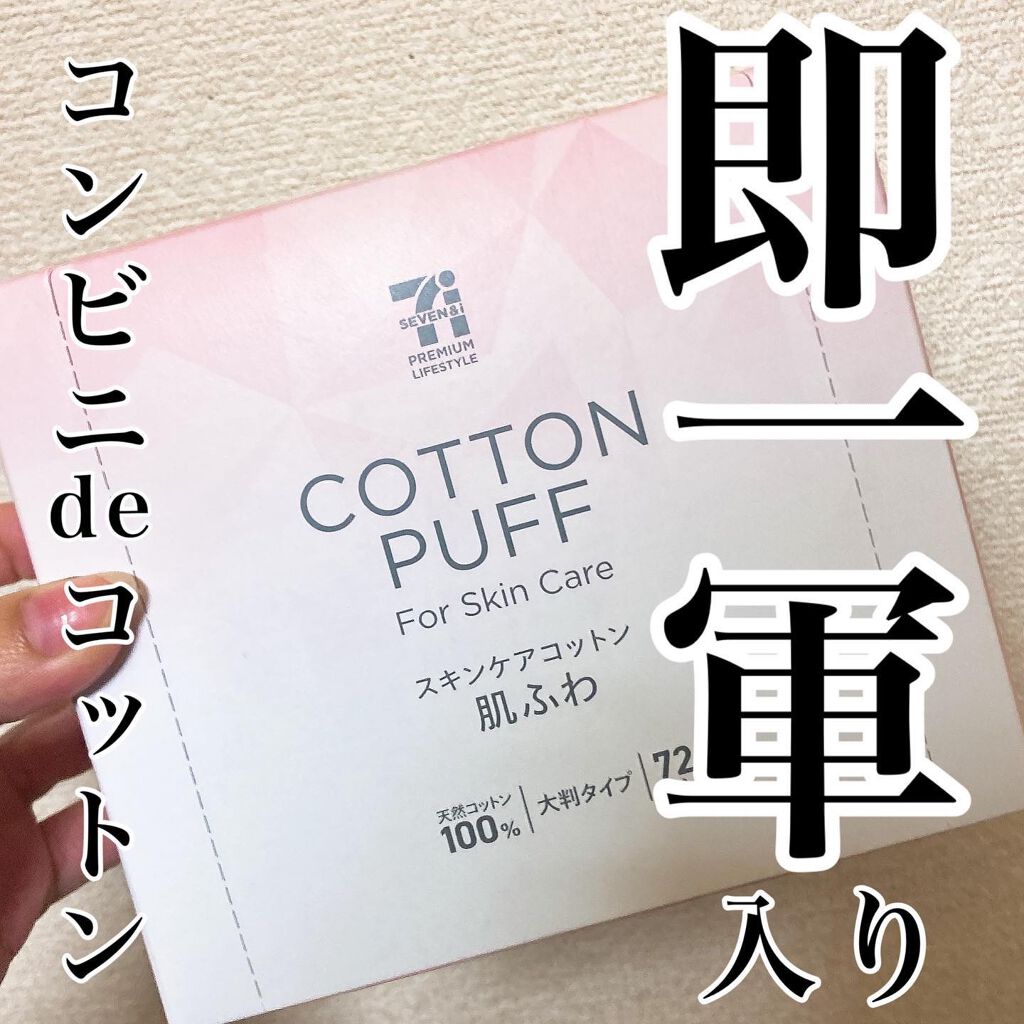 即一軍
入り
コンビニdeコットン
7i
SEVEN&i
PREMIUM
LIFESTYLE
COTTON
PUFF
For Skin Care
スキンケアコットン
肌ふわ
天然コットン
100%
大判タイプ
72